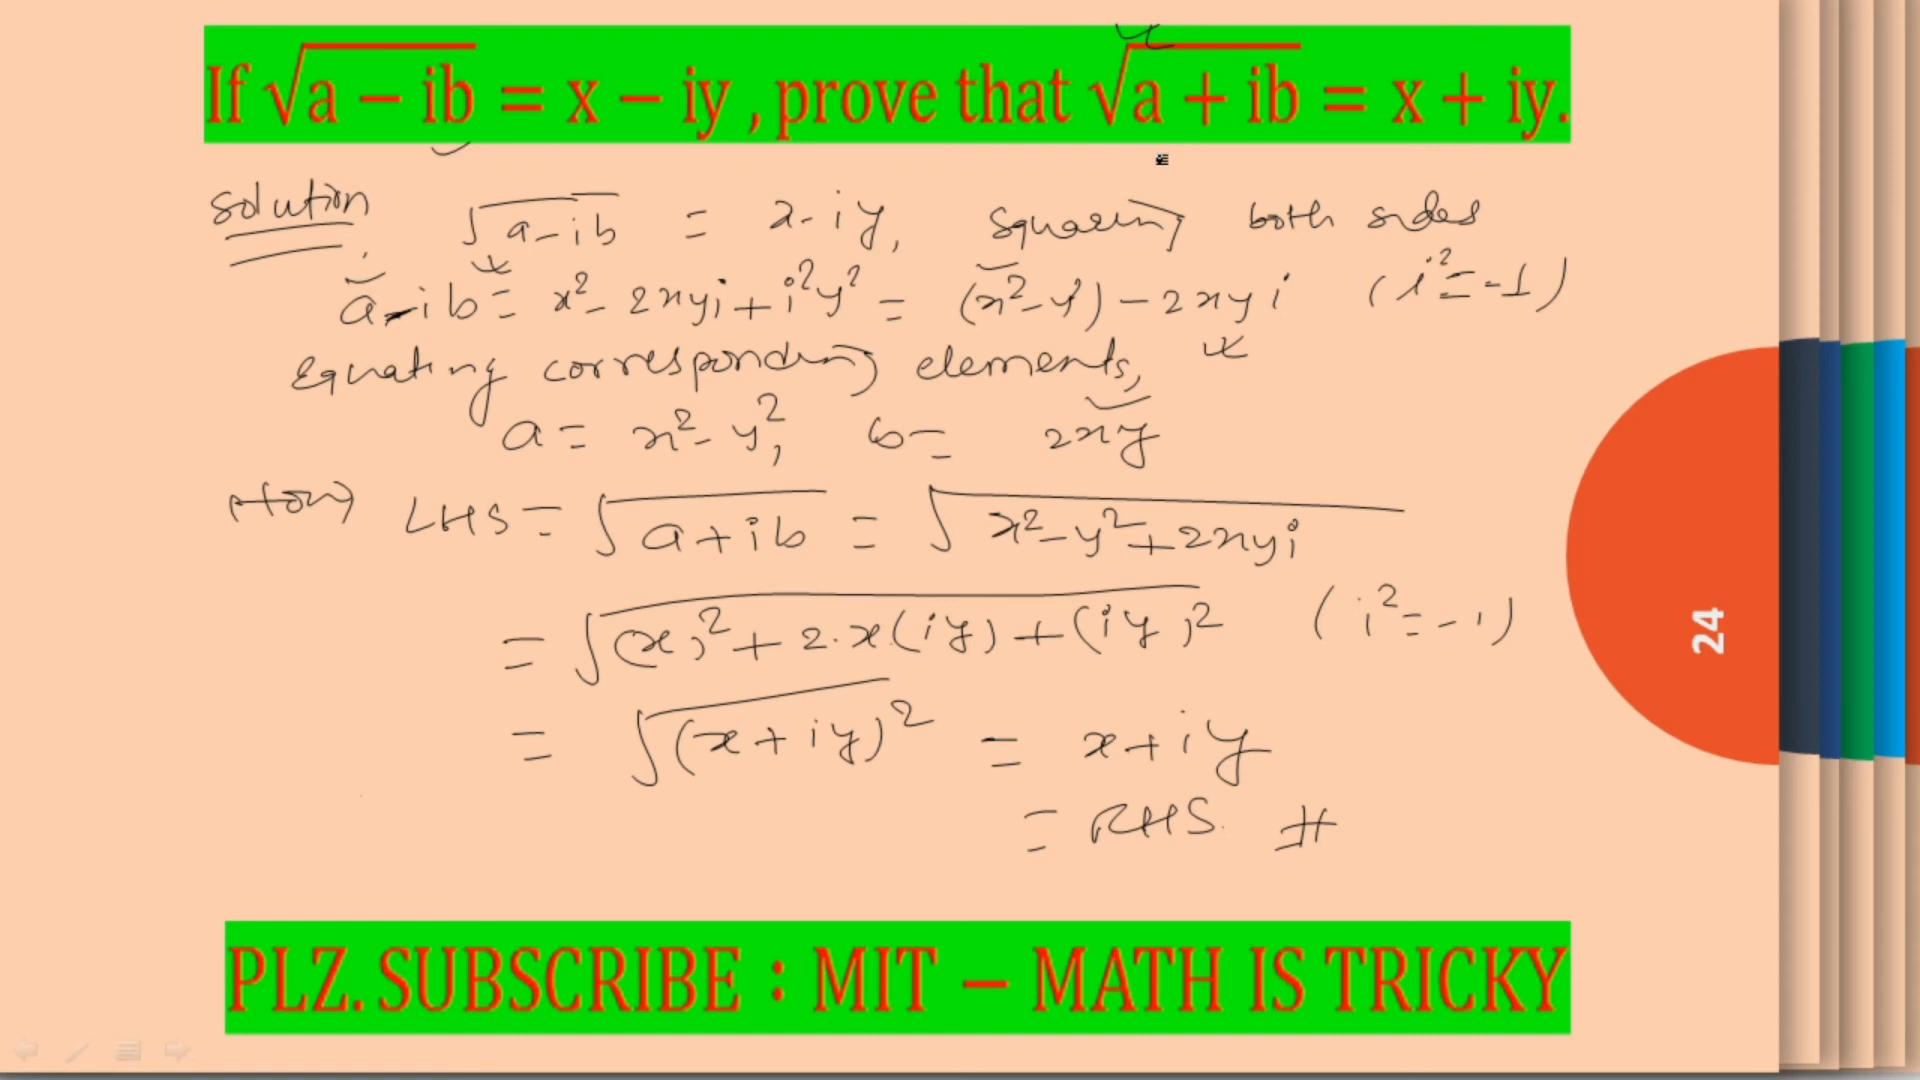 If √a − ib = x − iy , prove that √a + ib = x + iy.
Solution, √a-ib = x-iy, Squaring both sides
a-ib = x²-2xyi+i²y² = (x²-y²)-2xyi (i²=-1)
Equating corresponding elements,
a= x²-y², b= 2xy
Now LHS= √a+ib = √x²-y²+2xyi
= √(x)²+2.x(iy)+(iy)² (i²=-1)
= √(x+iy)² = x+iy
= RHS. #
24
PLZ. SUBSCRIBE : MIT − MATH IS TRICKY